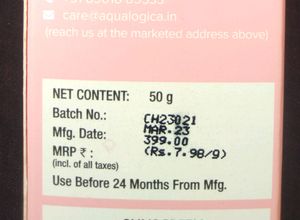 care@aqualogica.in
(reach us at the marketed address above)
NET CONTENT: 50 g
Batch No.: CH23021
Mfg. Date: MAR.23
MRP ₹ : 399.00
(incl. of all taxes) (Rs.7.98/g)
Use Before 24 Months From Mfg.